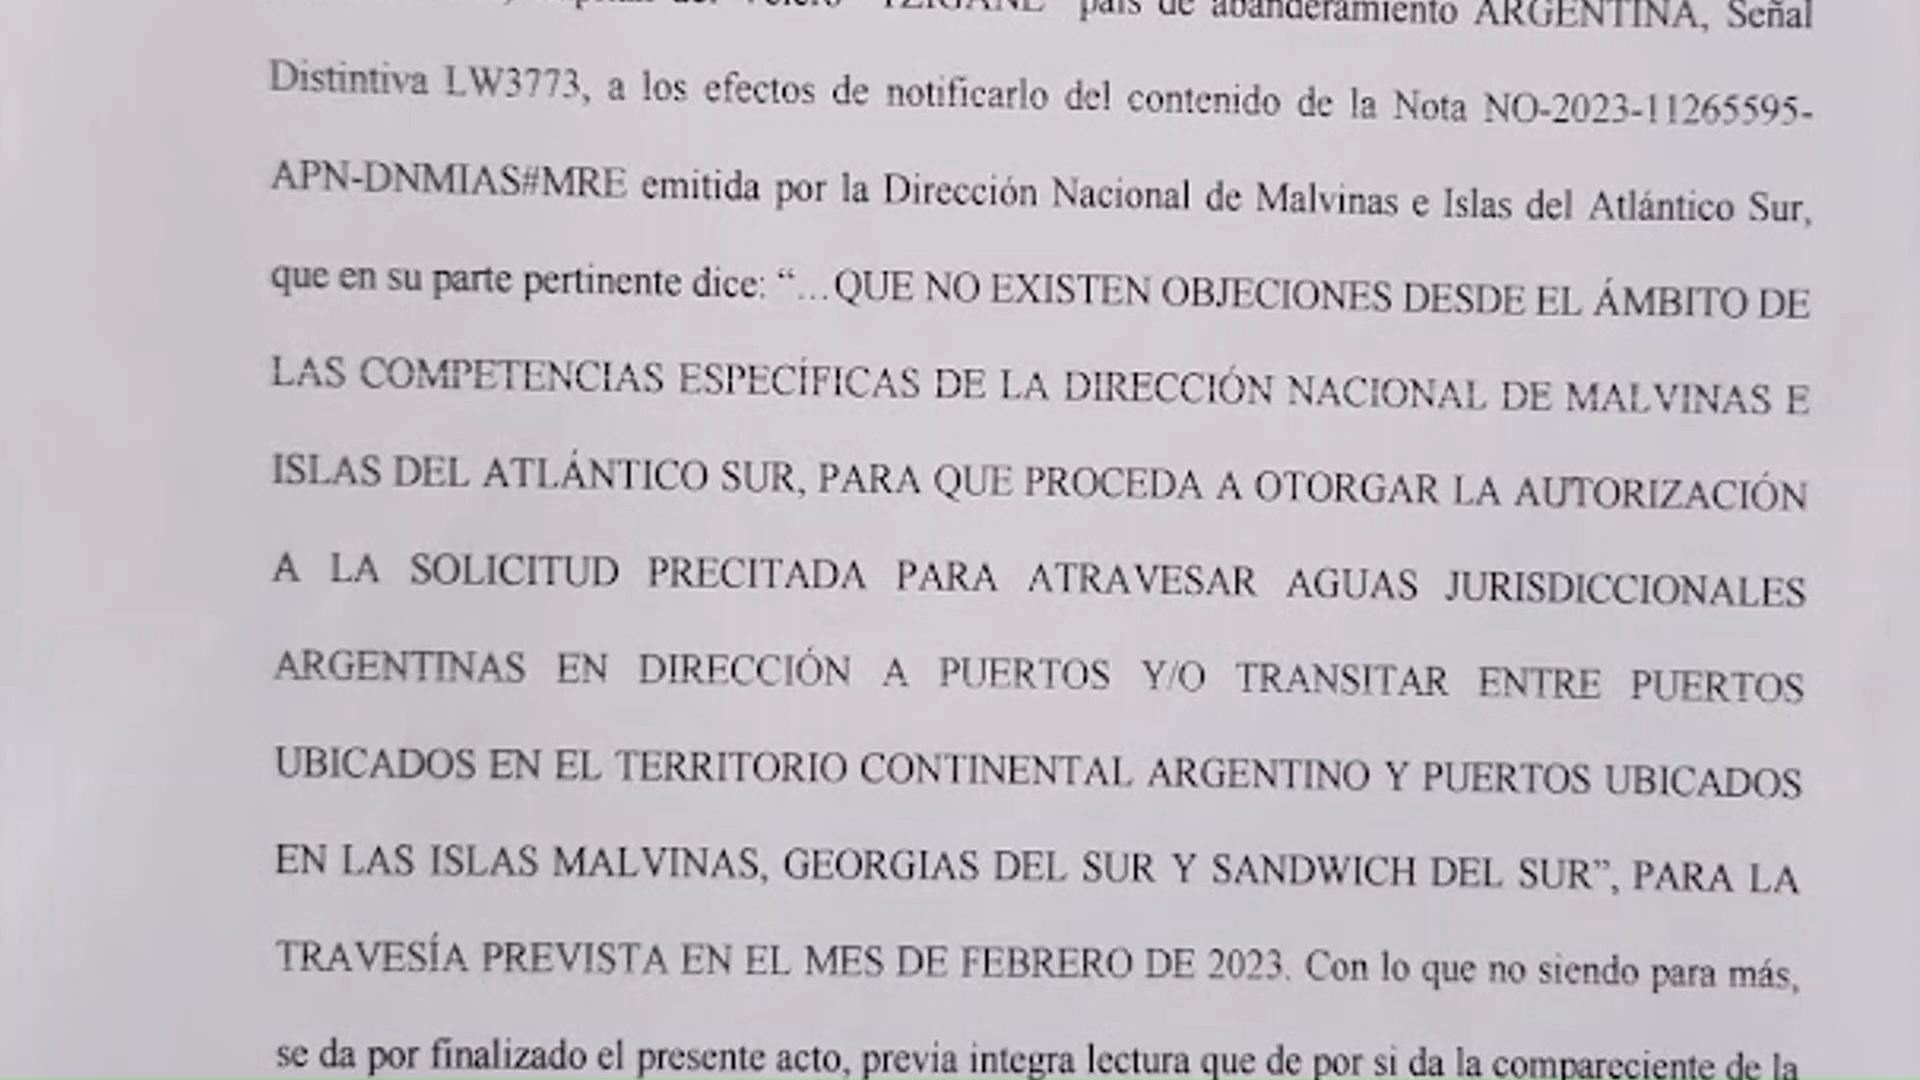 "TZIGANE" país de abanderamiento ARGENTINA, Señal
Distintiva LW3773, a los efectos de notificarlo del contenido de la Nota NO-2023-11265595-
APN-DNMIAS#MRE emitida por la Dirección Nacional de Malvinas e Islas del Atlántico Sur,
que en su parte pertinente dice: “…QUE NO EXISTEN OBJECIONES DESDE EL ÁMBITO DE
LAS COMPETENCIAS ESPECÍFICAS DE LA DIRECCIÓN NACIONAL DE MALVINAS E
ISLAS DEL ATLÁNTICO SUR, PARA QUE PROCEDA A OTORGAR LA AUTORIZACIÓN
A LA SOLICITUD PRECITADA PARA ATRAVESAR AGUAS JURISDICCIONALES
ARGENTINAS EN DIRECCIÓN A PUERTOS Y/O TRANSITAR ENTRE PUERTOS
UBICADOS EN EL TERRITORIO CONTINENTAL ARGENTINO Y PUERTOS UBICADOS
EN LAS ISLAS MALVINAS, GEORGIAS DEL SUR Y SANDWICH DEL SUR”, PARA LA
TRAVESÍA PREVISTA EN EL MES DE FEBRERO DE 2023. Con lo que no siendo para más,
se da por finalizado el presente acto, previa integra lectura que de por si da la compareciente de la